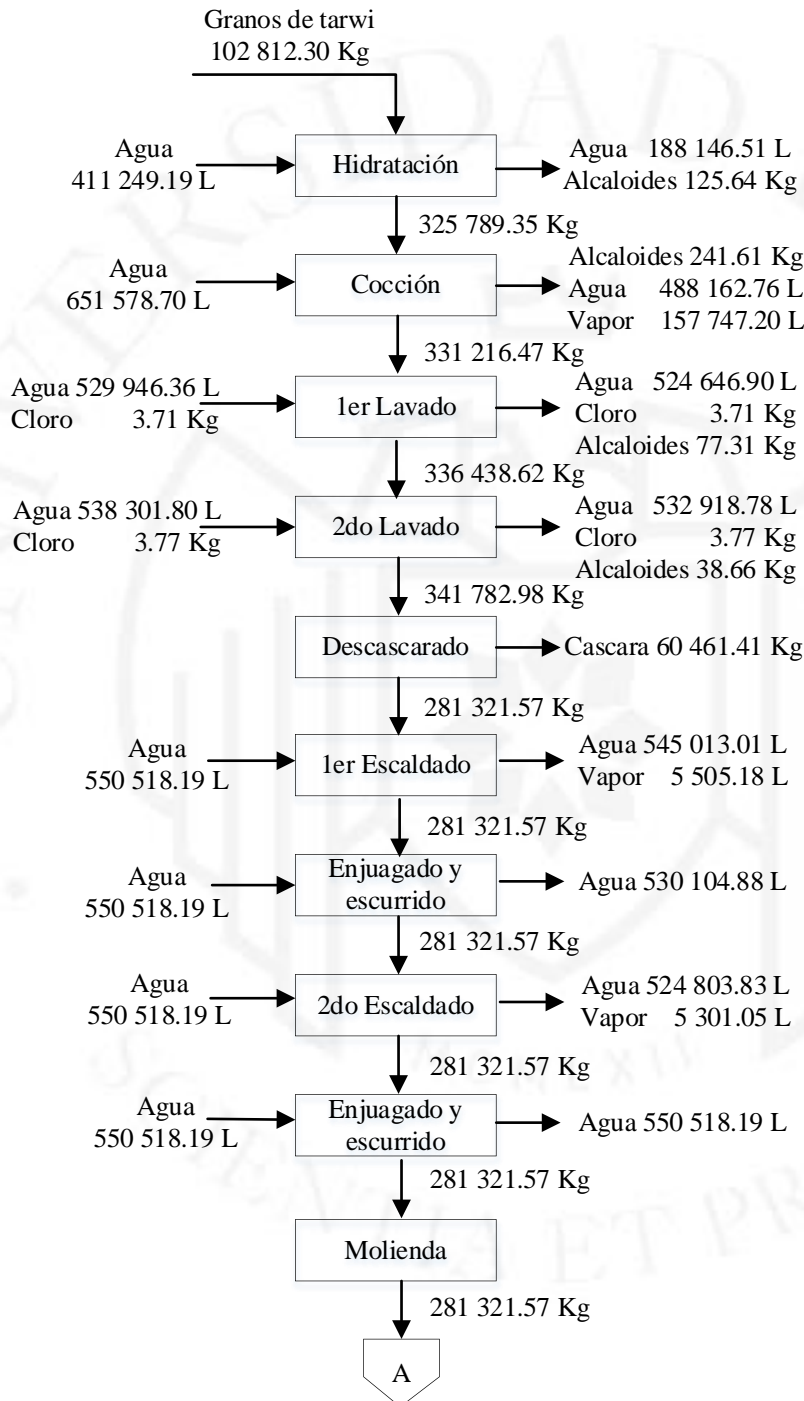 Granos de tarwi
102 812.30 Kg
Agua
411 249.19 L
Hidratación
Agua 188 146.51 L
Alcaloides 125.64 Kg
325 789.35 Kg
Agua
651 578.70 L
Cocción
Alcaloides 241.61 Kg
Agua 488 162.76 L
Vapor 157 747.20 L
331 216.47 Kg
Agua 529 946.36 L
Cloro 3.71 Kg
1er Lavado
Agua 524 646.90 L
Cloro 3.71 Kg
Alcaloides 77.31 Kg
336 438.62 Kg
Agua 538 301.80 L
Cloro 3.77 Kg
2do Lavado
Agua 532 918.78 L
Cloro 3.77 Kg
Alcaloides 38.66 Kg
341 782.98 Kg
Descascarado
Cascara 60 461.41 Kg
281 321.57 Kg
Agua
550 518.19 L
1er Escaldado
Agua 545 013.01 L
Vapor 5 505.18 L
281 321.57 Kg
Agua
550 518.19 L
Enjuagado y
escurrido
Agua 530 104.88 L
281 321.57 Kg
Agua
550 518.19 L
2do Escaldado
Agua 524 803.83 L
Vapor 5 301.05 L
281 321.57 Kg
Agua
550 518.19 L
Enjuagado y
escurrido
Agua 550 518.19 L
281 321.57 Kg
Molienda
281 321.57 Kg
A